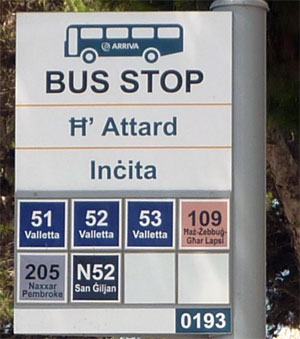 ARRIVA
BUS STOP
Ħ' Attard
Inċita
51
Valletta
52
Valletta
53
Valletta
109
Ħaż-Żebbuġ-
Għar Lapsi
205
Naxxar
Pembroke
N52
San Ġiljan
0193